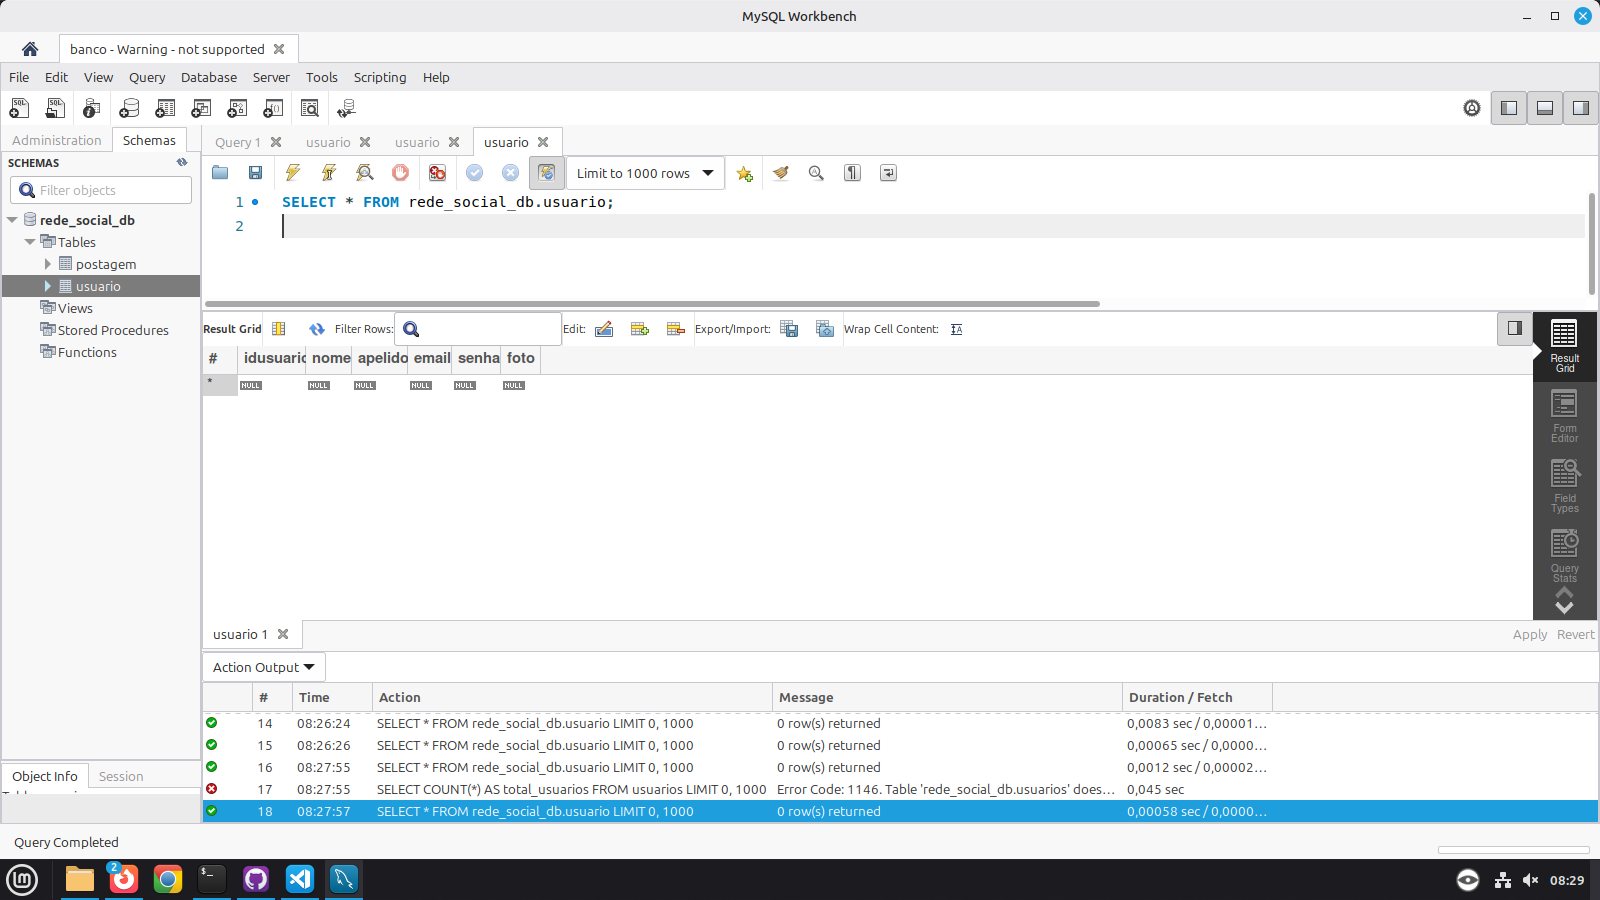 MySQL Workbench
banco - Warning - not supported
File Edit View Query Database Server Tools Scripting Help
Administration Schemas
Query 1 usuario usuario usuario
SCHEMAS
Filter objects
Limit to 1000 rows
1 SELECT * FROM rede_social_db.usuario;
2
rede_social_db
Tables
postagem
usuario
Views
Stored Procedures
Functions
Result Grid Filter Rows: Edit: Export/Import: Wrap Cell Content:
# idusuario nome apelido email senha foto
* NULL NULL NULL NULL NULL NULL
Result
Grid
Form
Editor
Field
Types
Query
Stats
usuario 1
Apply Revert
Action Output
# Time Action Message Duration / Fetch
14 08:26:24 SELECT * FROM rede_social_db.usuario LIMIT 0, 1000 0 row(s) returned 0,0083 sec / 0,00001...
15 08:26:26 SELECT * FROM rede_social_db.usuario LIMIT 0, 1000 0 row(s) returned 0,00065 sec / 0,0000...
16 08:27:55 SELECT * FROM rede_social_db.usuario LIMIT 0, 1000 0 row(s) returned 0,0012 sec / 0,00002...
17 08:27:55 SELECT COUNT(*) AS total_usuarios FROM usuarios LIMIT 0, 1000 Error Code: 1146. Table 'rede_social_db.usuarios' does... 0,045 sec
18 08:27:57 SELECT * FROM rede_social_db.usuario LIMIT 0, 1000 0 row(s) returned 0,00058 sec / 0,0000...
Object Info Session
Query Completed
2
08:29